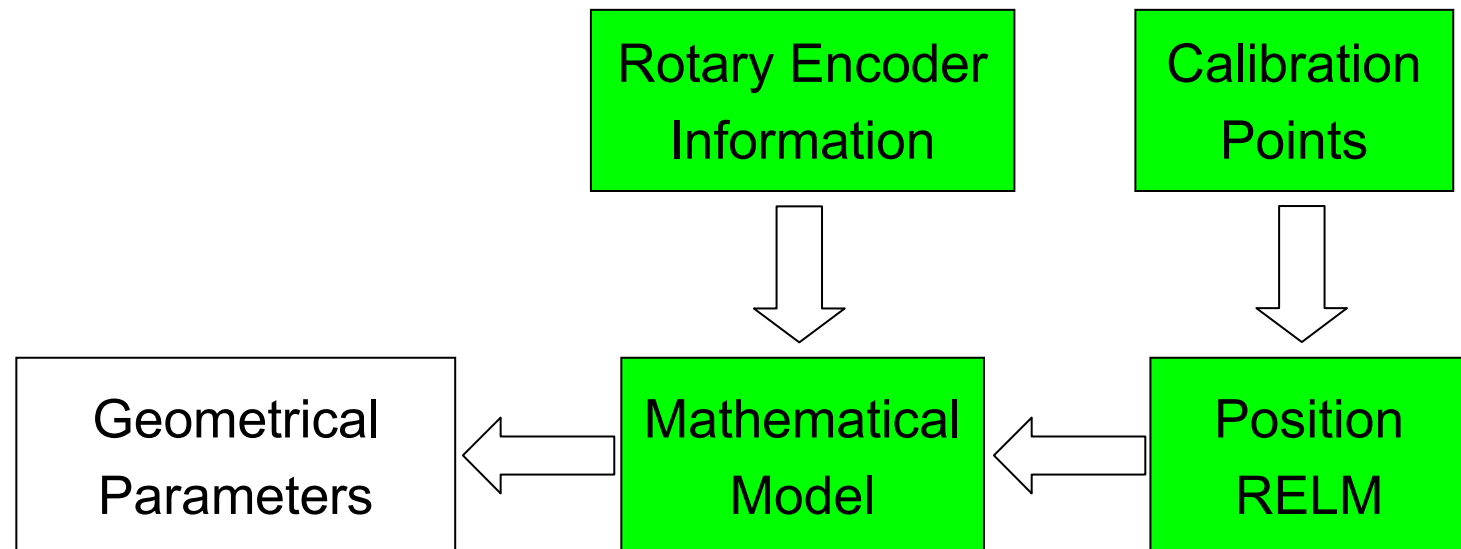 Rotary Encoder
Information
Calibration
Points
Geometrical
Parameters
Mathematical
Model
Position
RELM